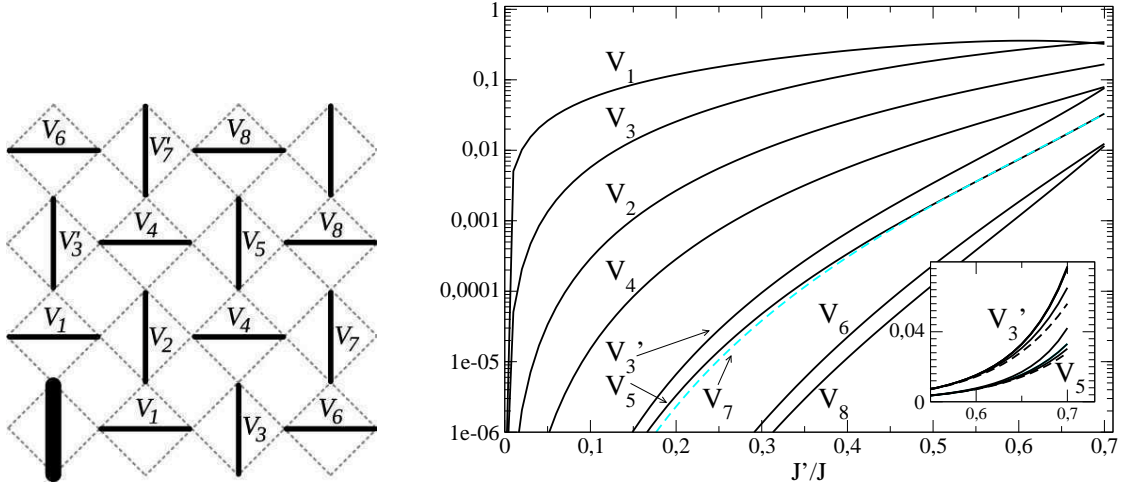 V6 V'7 V8
V'3 V4 V5 V8
V1 V2 V4 V7
V1 V3 V6
1
0,1
0,01
0,001
0,0001
1e-05
1e-06
V1
V3
V2
V4
V3'
V5
V7
V6
V8
0,04
0
V3'
V5
0,6 0,7
0 0,1 0,2 0,3 0,4 0,5 0,6 0,7
J'/J